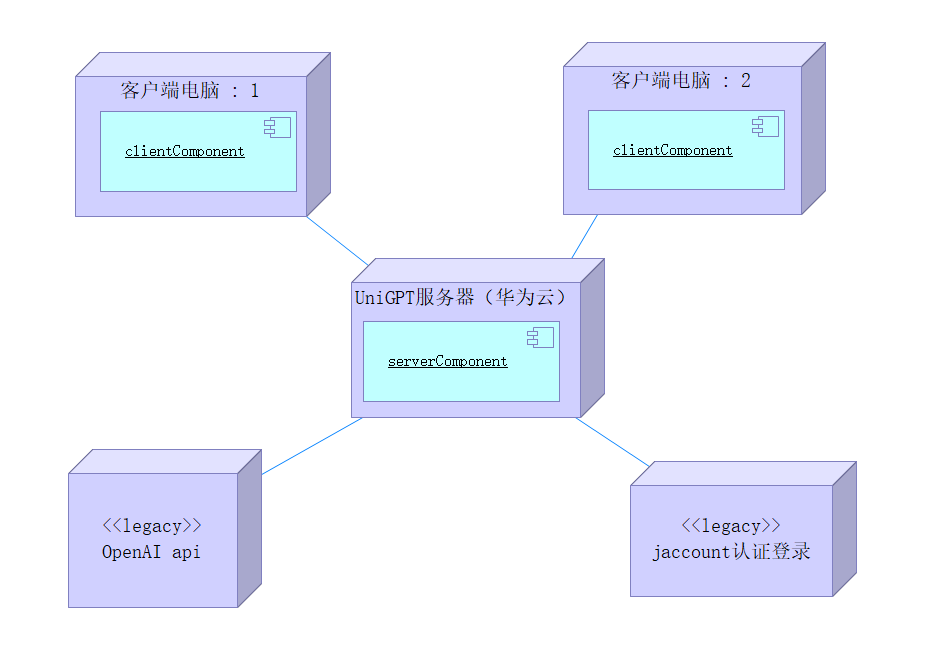 客户端电脑 : 1
clientComponent
客户端电脑 : 2
clientComponent
UniGPT服务器（华为云）
serverComponent
<<legacy>>
OpenAI api
<<legacy>>
jaccount认证登录